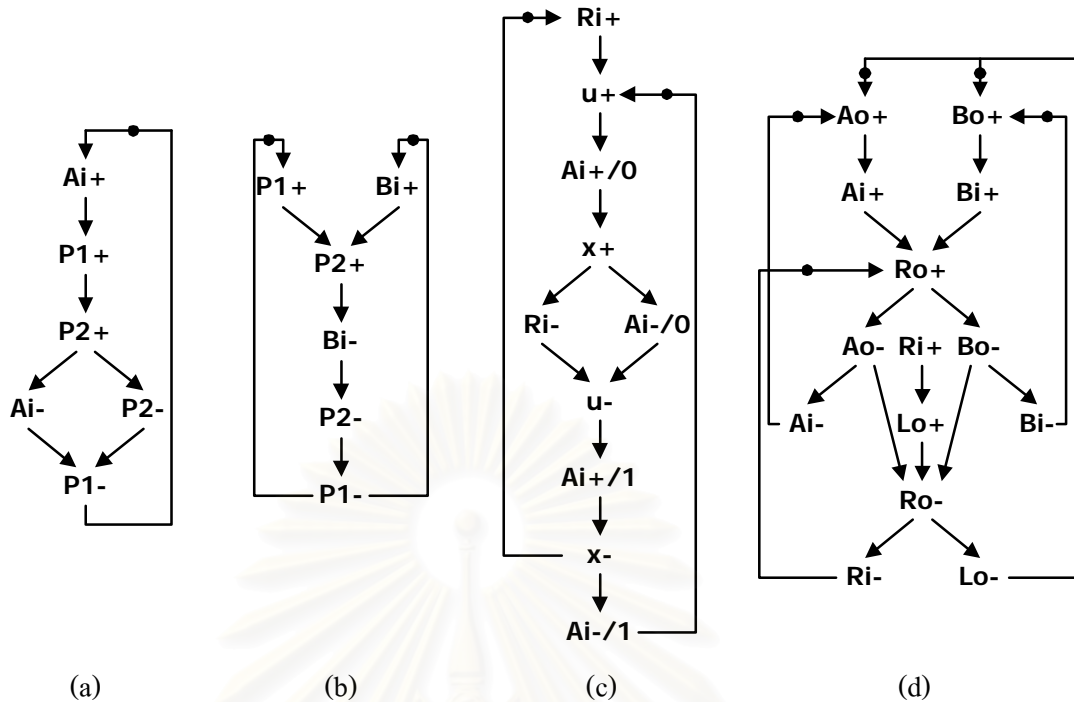 Ai+
P1+
P2+
Ai-
P2-
P1-
(a)
P1+ Bi+
P2+
Bi-
P2-
P1-
(b)
Ri+
u+
Ai+/0
x+
Ri- Ai-/0
u-
Ai+/1
x-
Ai-/1
(c)
Ao+ Bo+
Ai+ Bi+
Ro+
Ao- Ri+ Bo-
Ai- Lo+ Bi-
Ro-
Ri- Lo-
(d)